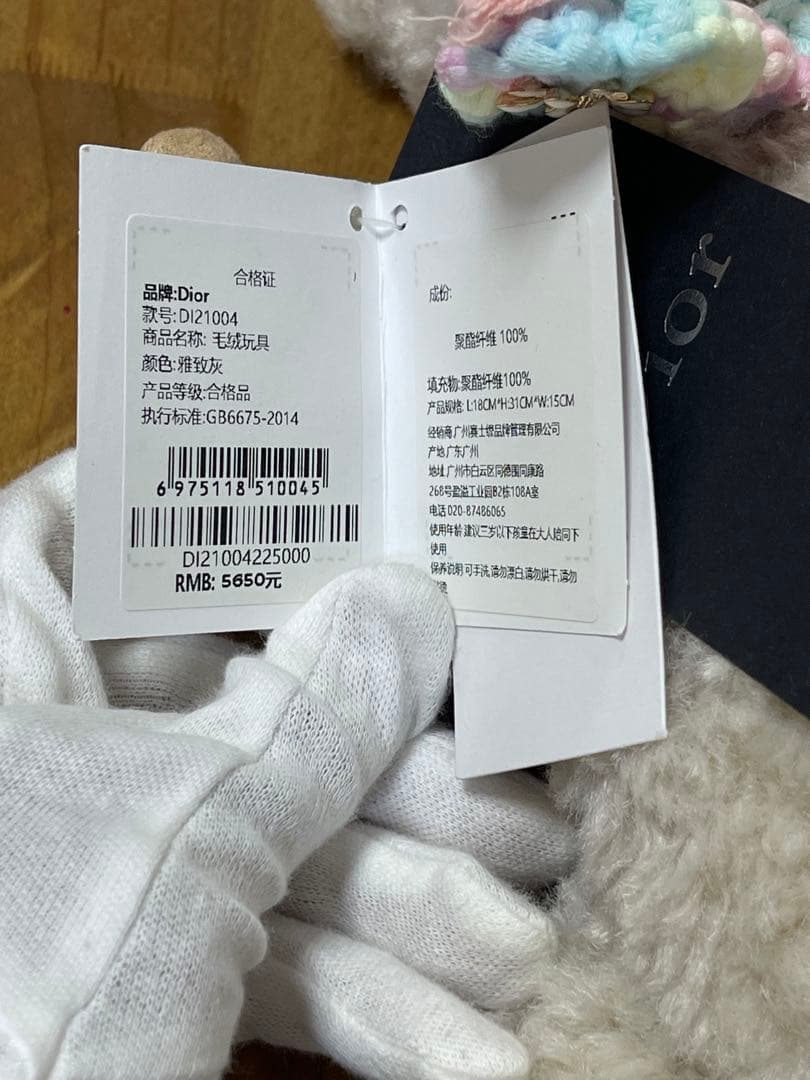 合格证
品牌:Dior
款号:DI21004
商品名称: 毛绒玩具
颜色:雅致灰
产品等级:合格品
执行标准:GB6675-2014
6 975118 510045
DI21004225000
RMB: 5650元
成份:
聚酯纤维 100%
填充物:聚酯纤维100%
产品规格: L:18CM*H:31CM*W:15CM
经销商:广州赛士缇品牌管理有限公司
产地:广东广州
地址:广州市白云区同德围同康路
268号盈溢工业园B2栋108A室
电话:020-87486065
使用年龄:建议三岁以下孩童在大人陪同下
使用
保养说明:可手洗,请勿漂白,请勿烘干,请勿
ior